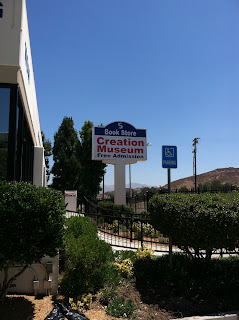 Book Store
Creation
Museum
Free Admission